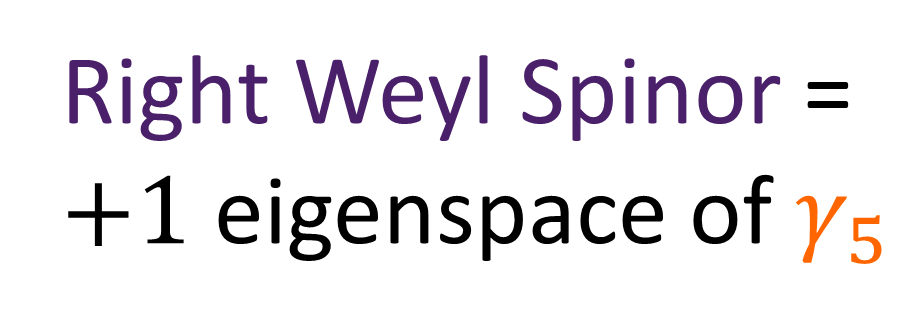 Right Weyl Spinor =
+1 eigenspace of γ₅